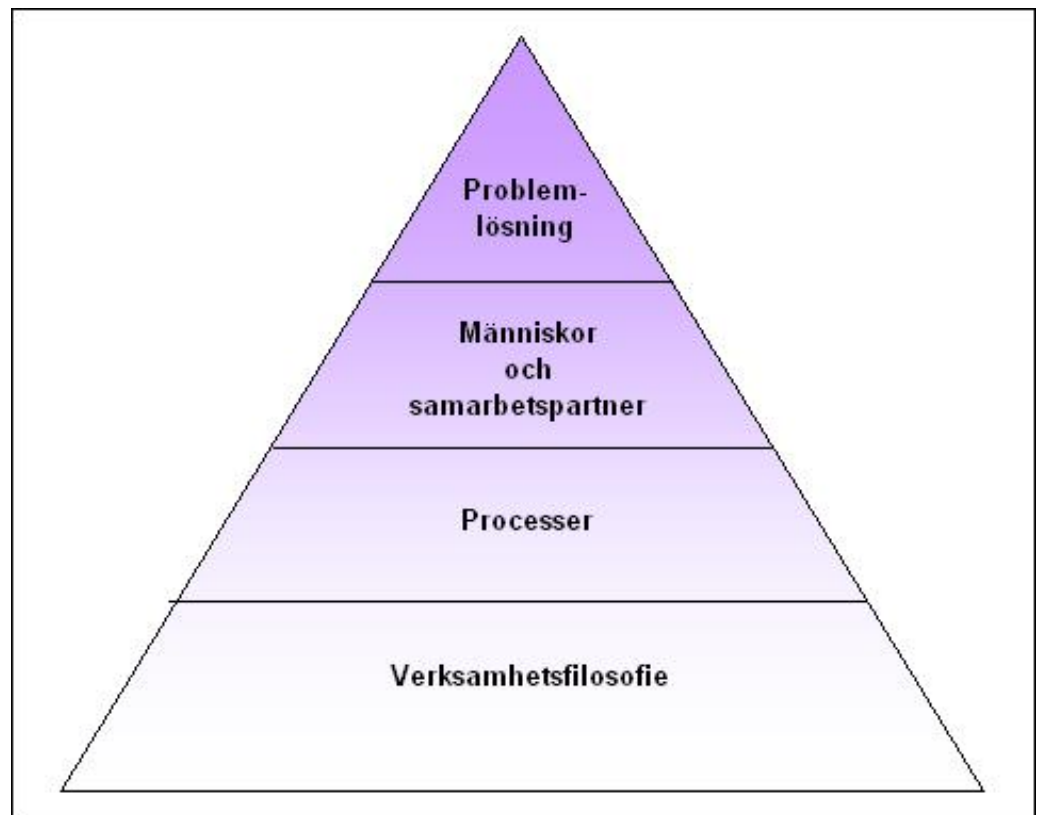 Problem-
lösning
Människor
och
samarbetspartner
Processer
Verksamhetsfilosofie